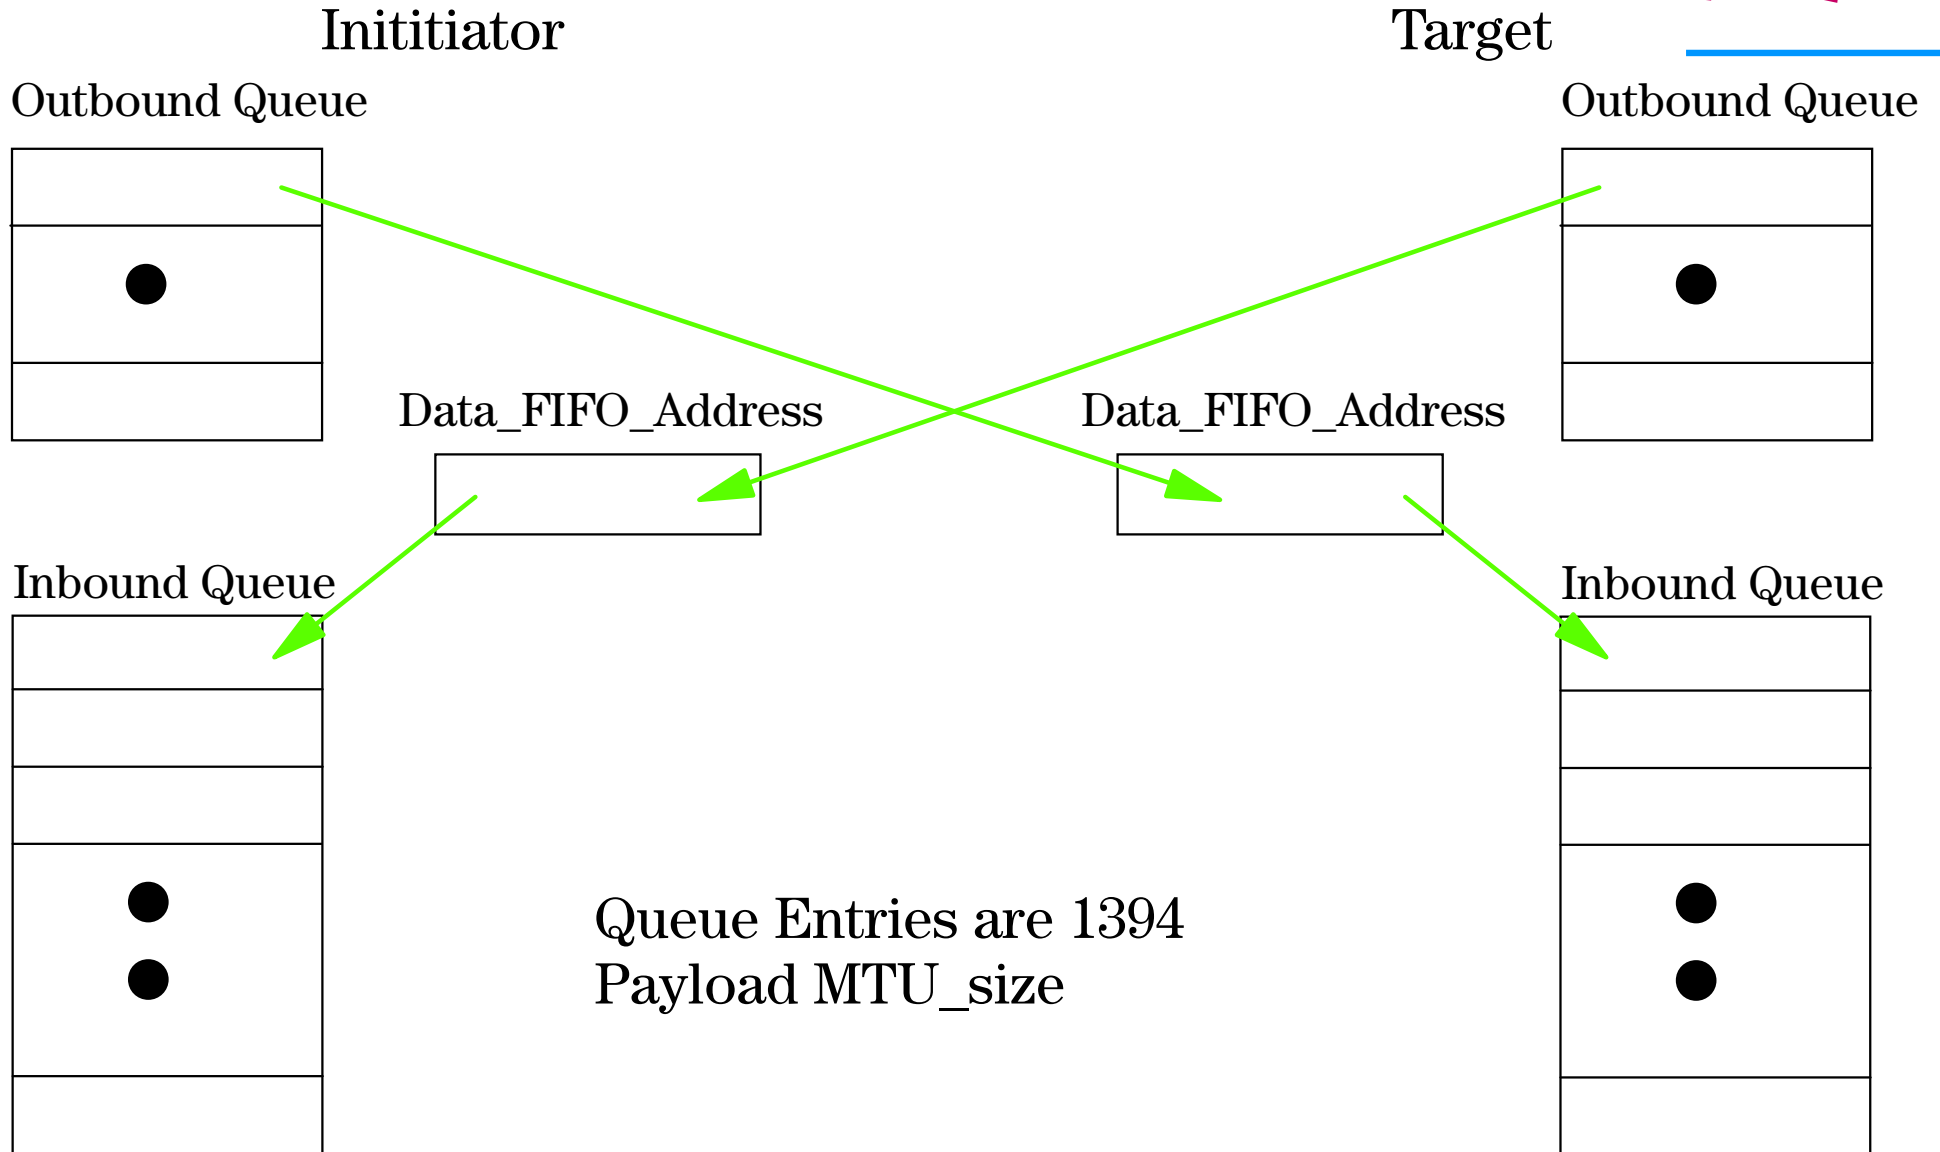 Inititiator
Target
Outbound Queue
Outbound Queue
Data_FIFO_Address
Data_FIFO_Address
Inbound Queue
Inbound Queue
Queue Entries are 1394
Payload MTU_size